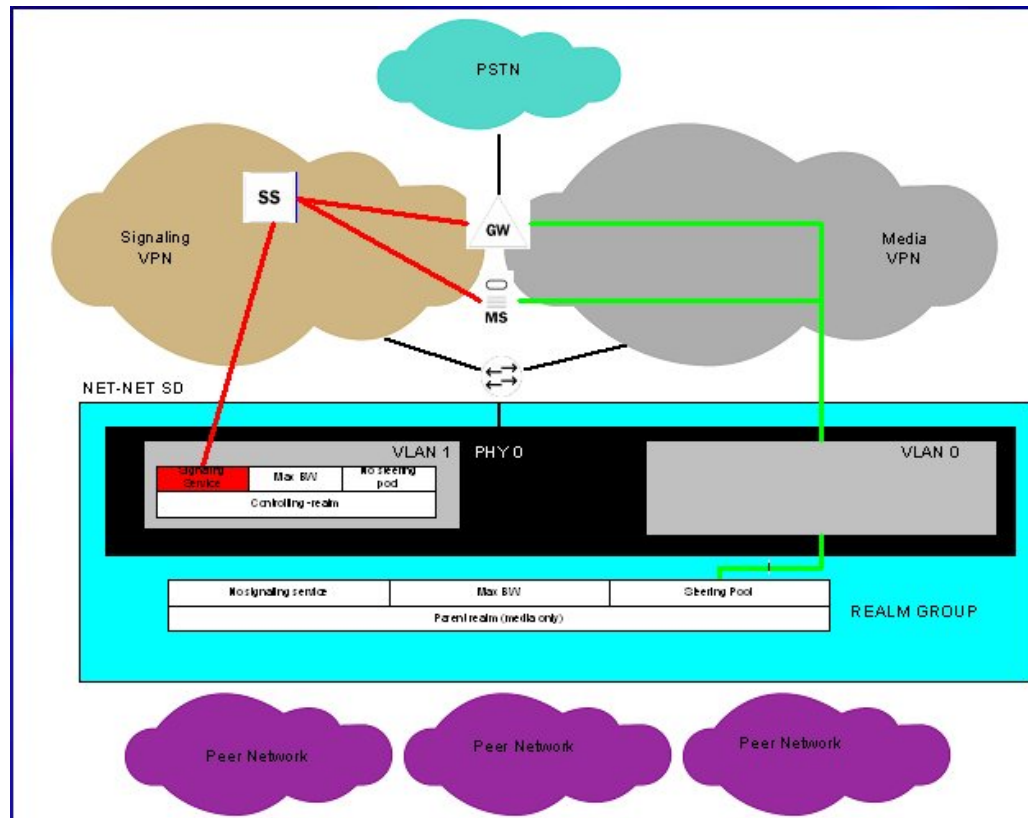 PSTN
SS
Signaling
VPN
GW
Media
VPN
MS
NET-NET SD
VLAN 1
PHY 0
VLAN 0
Signaling
Service
Max BW
No steering
pool
Controlling-realm
No signaling service
Max BW
Steering Pool
Parent realm (media only)
REALM GROUP
Peer Network
Peer Network
Peer Network